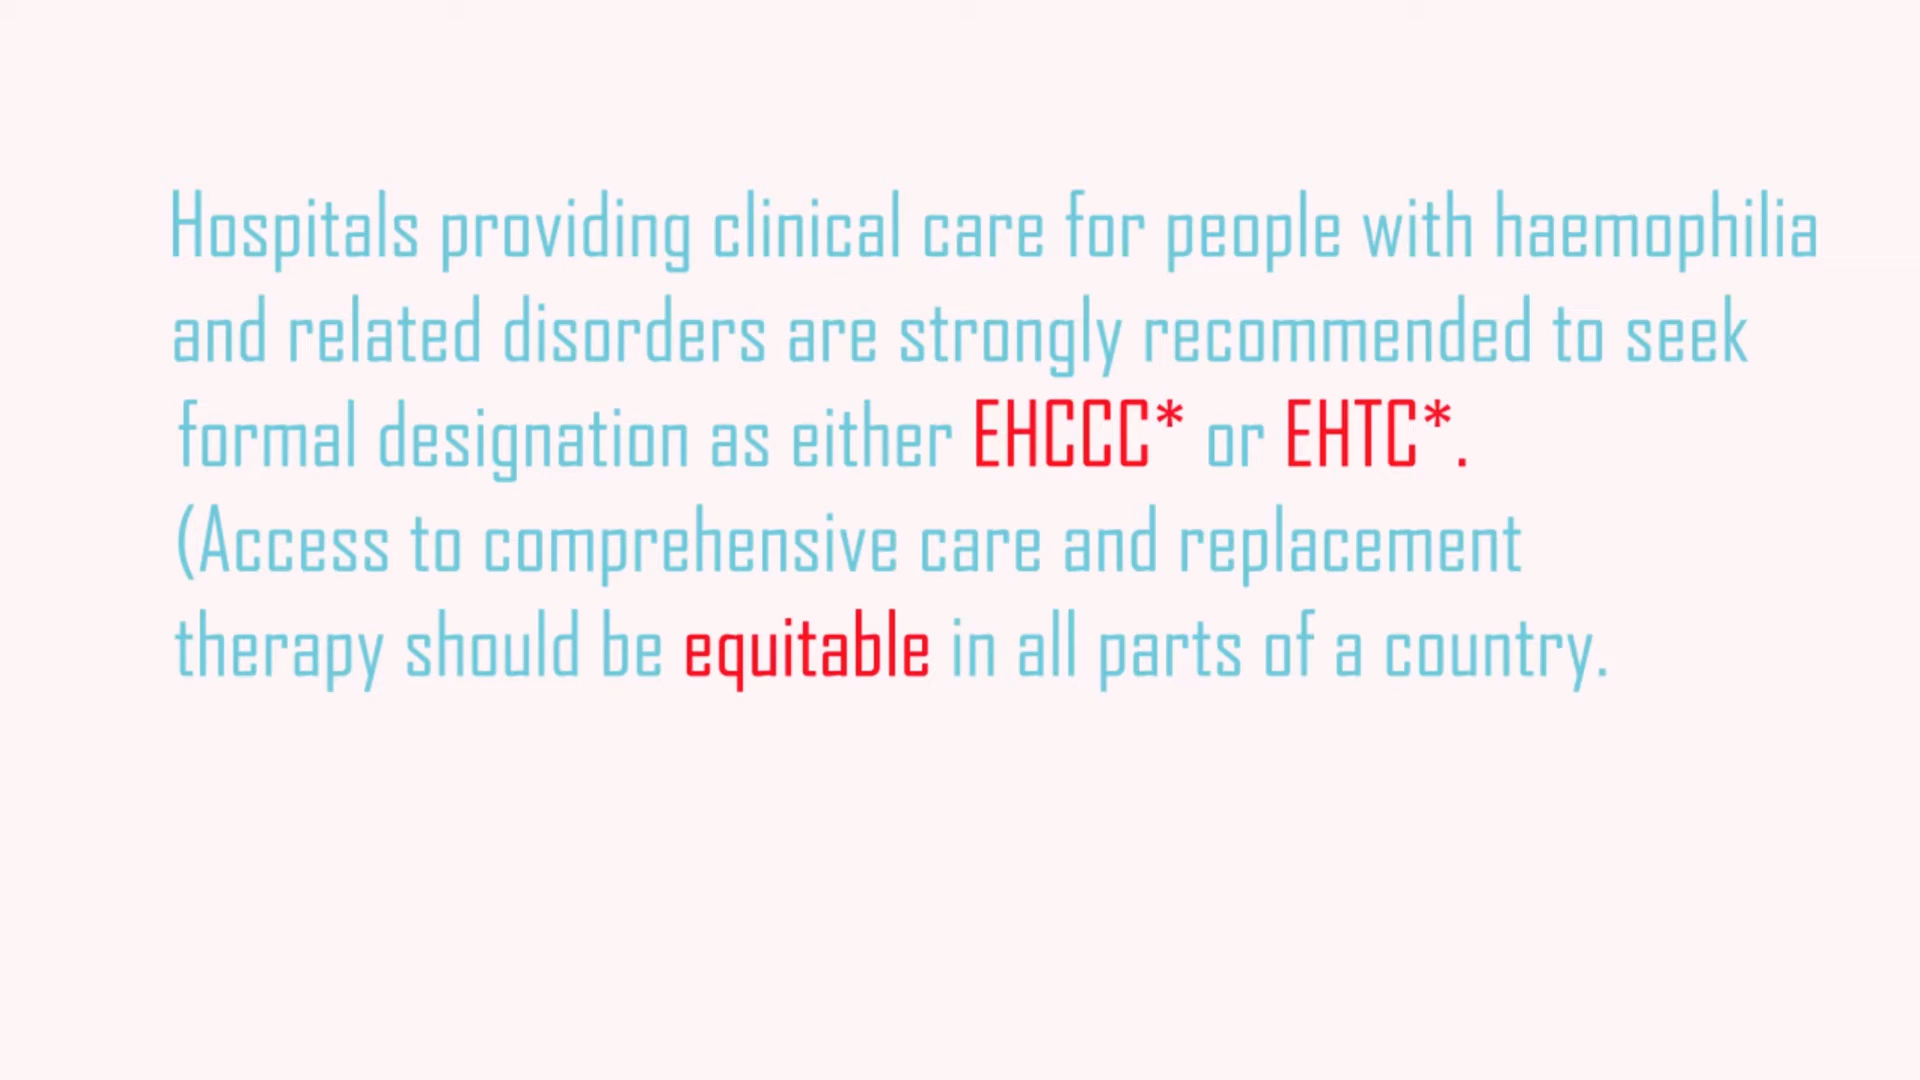 Hospitals providing clinical care for people with haemophilia
and related disorders are strongly recommended to seek
formal designation as either EHCCC* or EHTC*.
(Access to comprehensive care and replacement
therapy should be equitable in all parts of a country.